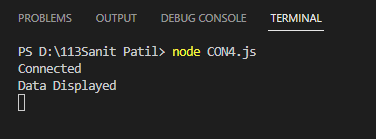 PROBLEMS OUTPUT DEBUG CONSOLE TERMINAL
PS D:\113Sanit Patil> node CON4.js
Connected
Data Displayed